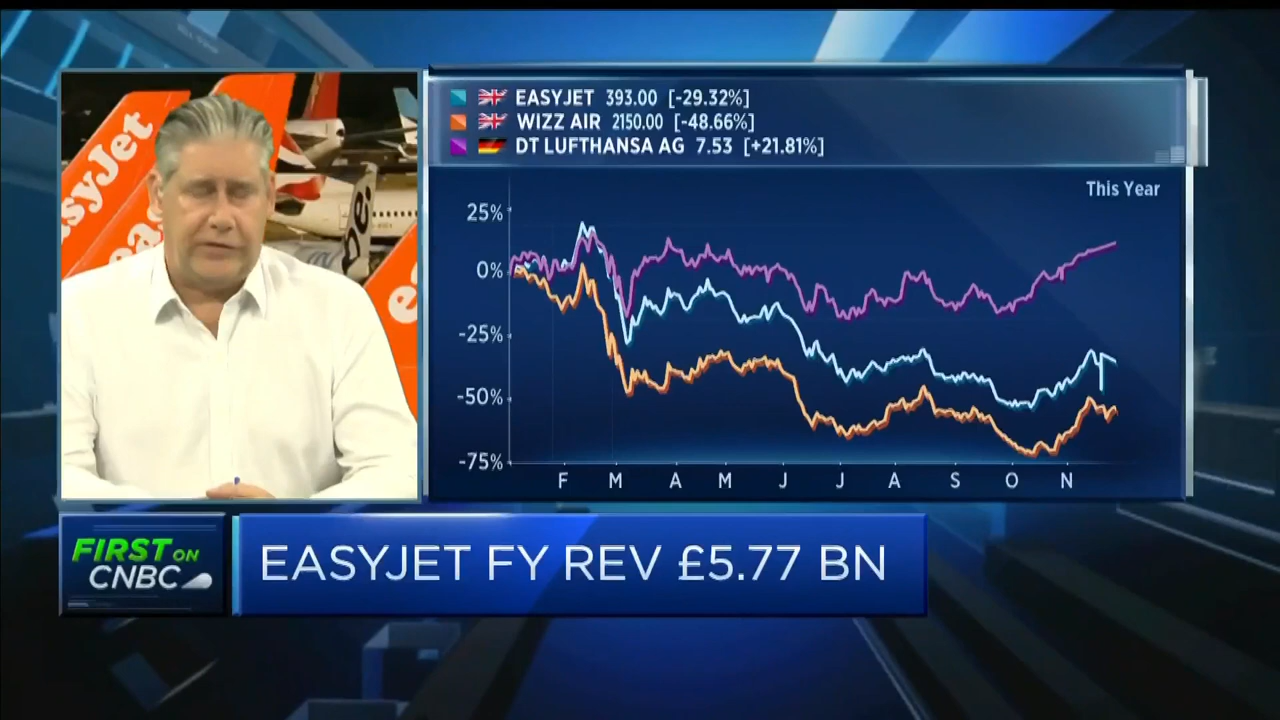 easyJet
EASYJET 393.00 [-29.32%]
WIZZ AIR 2150.00 [-48.66%]
DT LUFTHANSA AG 7.53 [+21.81%]
This Year
25%
0%
-25%
-50%
-75%
F M A M J J A S O N
FIRST ON
CNBC
EASYJET FY REV £5.77 BN